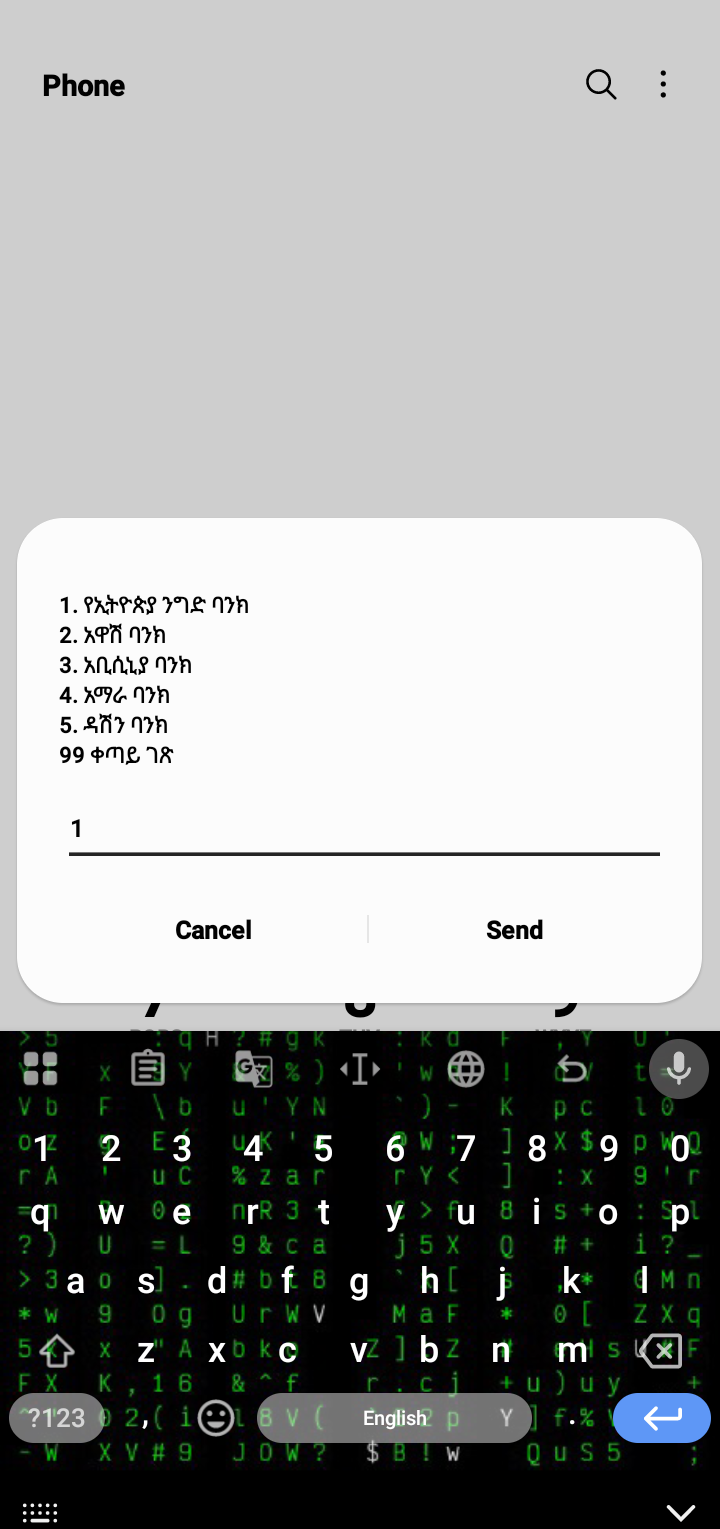 Phone
1. የኢትዮጵያ ንግድ ባንክ
2. አዋሽ ባንክ
3. አቢሲኒያ ባንክ
4. አማራ ባንክ
5. ዳሽን ባንክ
99 ቀጣይ ገጽ
1
Cancel
Send
1 2 3 4 5 6 7 8 9 0
q w e r t y u i o p
a s d f g h j k l
z x c v b n m
?123 , English .